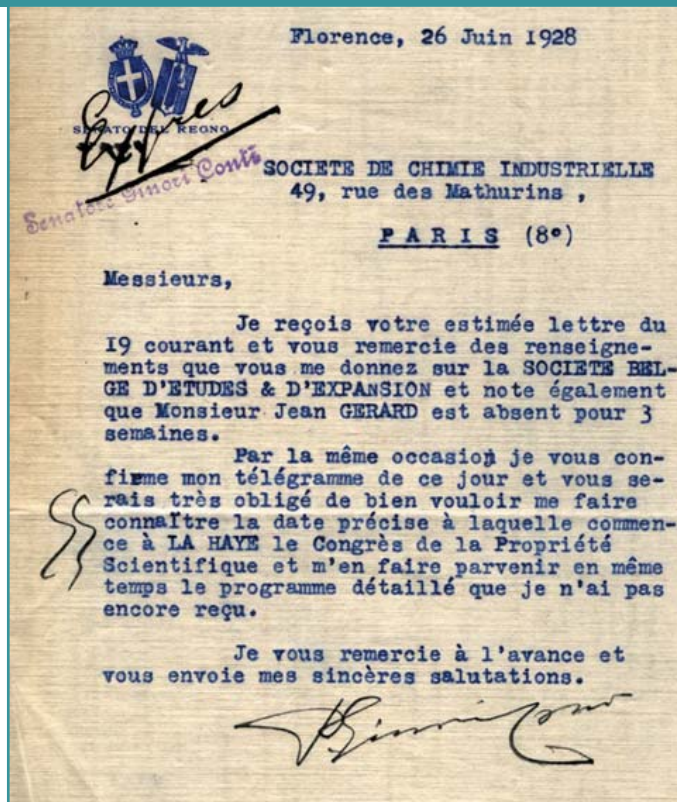 Florence, 26 Juin 1928
SENATO DEL REGNO
Expres
Senatore Ginori Conti
SOCIETE DE CHIMIE INDUSTRIELLE
49, rue des Mathurins ,
PARIS (8°)
Messieurs,
Je reçois votre estimée lettre du
19 courant et vous remercie des renseigne-
ments que vous me donnez sur la SOCIETE BEL-
GE D'ETUDES & D'EXPANSION et note également
que Monsieur Jean GERARD est absent pour 3
semaines.
Par la même occasion je vous con-
firme mon télégramme de ce jour et vous se-
rais très obligé de bien vouloir me faire
connaître la date précise à laquelle commen-
ce à LA HAYE le Congrès de la Propriété
Scientifique et m'en faire parvenir en même
temps le programme détaillé que je n'ai pas
encore reçu.
Je vous remercie à l'avance et
vous envoie mes sincères salutations.